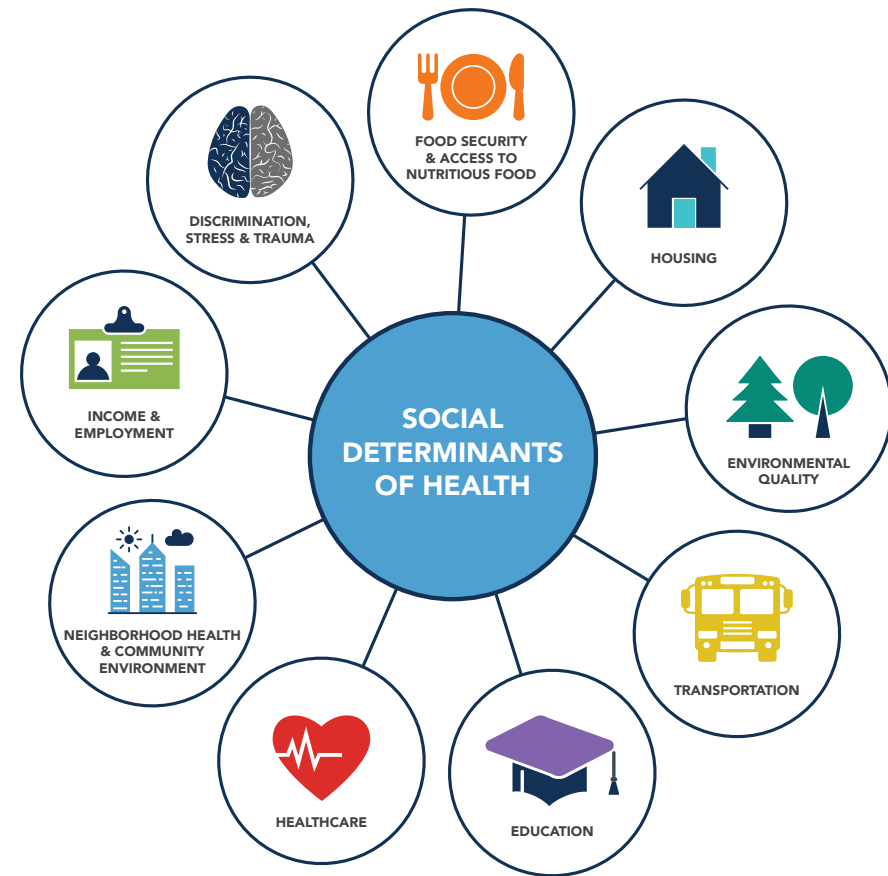 FOOD SECURITY
& ACCESS TO
NUTRITIOUS FOOD
DISCRIMINATION,
STRESS & TRAUMA
HOUSING
INCOME &
EMPLOYMENT
SOCIAL
DETERMINANTS
OF HEALTH
ENVIRONMENTAL
QUALITY
NEIGHBORHOOD HEALTH
& COMMUNITY
ENVIRONMENT
TRANSPORTATION
HEALTHCARE
EDUCATION